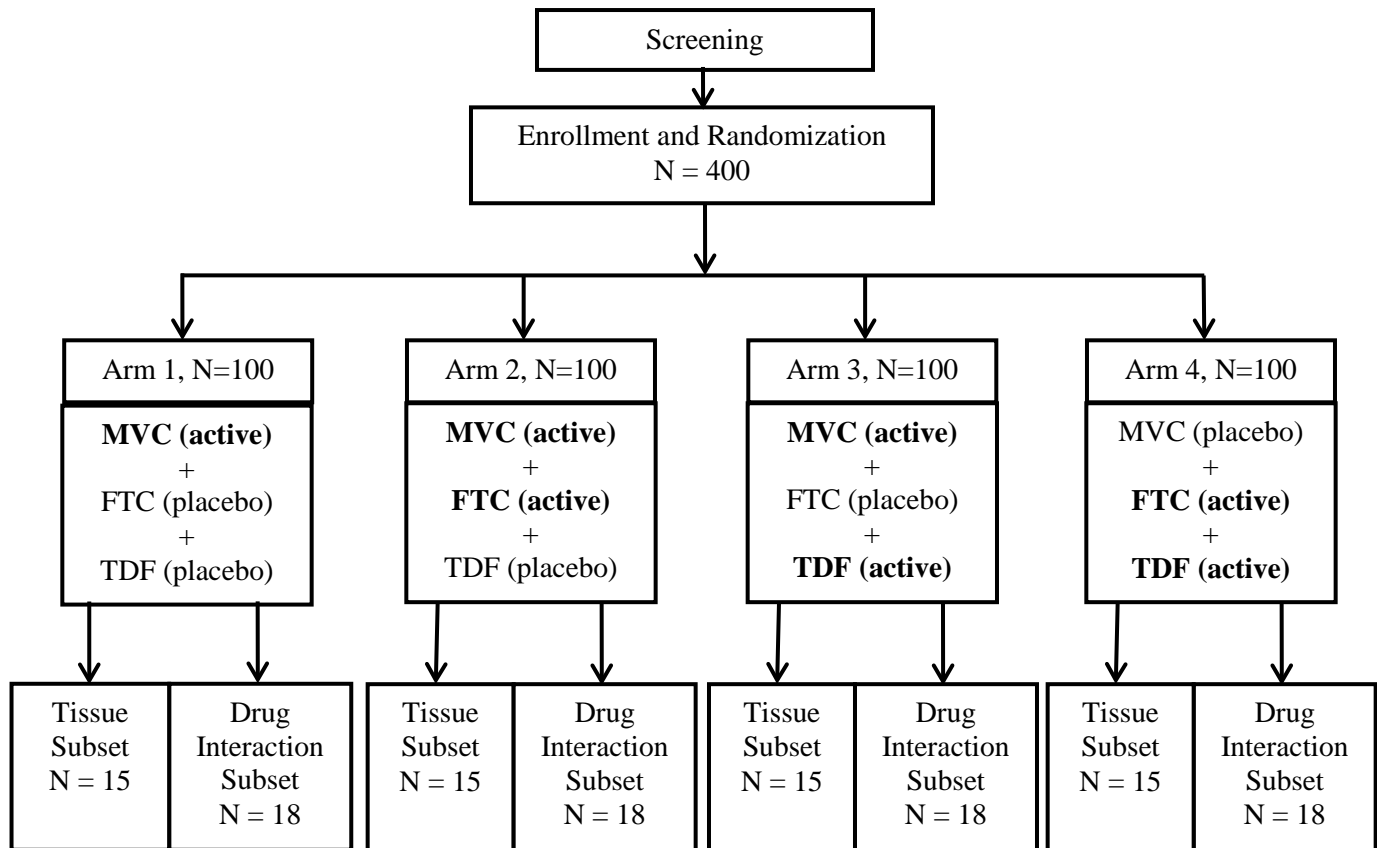 Screening
Enrollment and Randomization
N = 400
Arm 1, N=100
MVC (active)
+
FTC (placebo)
+
TDF (placebo)
Arm 2, N=100
MVC (active)
+
FTC (active)
+
TDF (placebo)
Arm 3, N=100
MVC (active)
+
FTC (placebo)
+
TDF (active)
Arm 4, N=100
MVC (placebo)
+
FTC (active)
+
TDF (active)
Tissue
Subset
N = 15
Drug
Interaction
Subset
N = 18
Tissue
Subset
N = 15
Drug
Interaction
Subset
N = 18
Tissue
Subset
N = 15
Drug
Interaction
Subset
N = 18
Tissue
Subset
N = 15
Drug
Interaction
Subset
N = 18